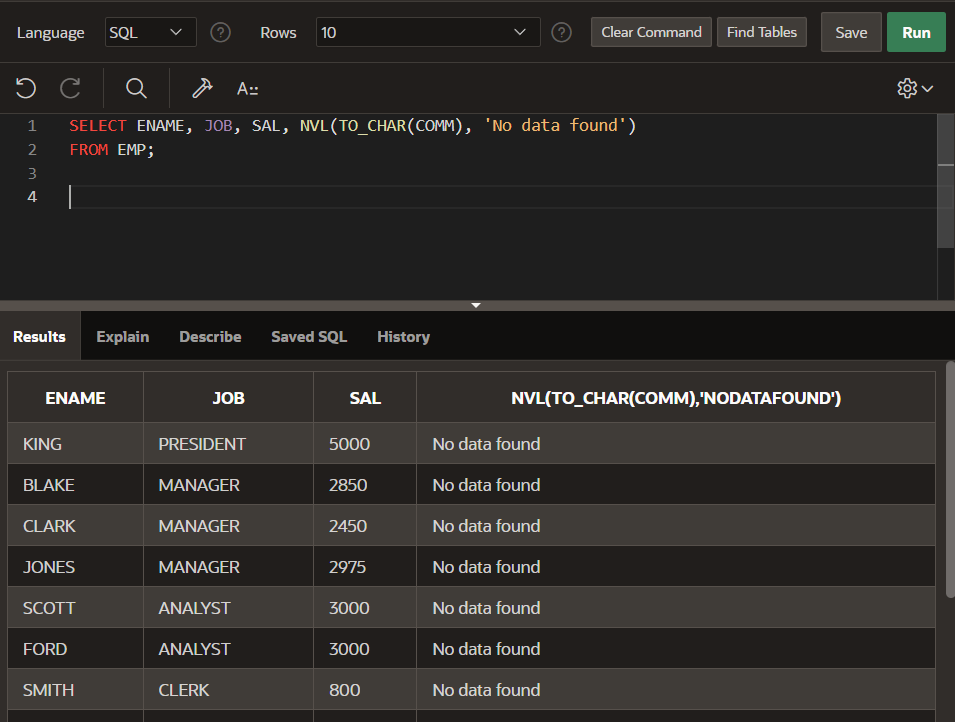 Language SQL Rows 10 Clear Command Find Tables Save Run
A::
1 SELECT ENAME, JOB, SAL, NVL(TO_CHAR(COMM), 'No data found')
2 FROM EMP;
3
4
Results Explain Describe Saved SQL History
ENAME JOB SAL NVL(TO_CHAR(COMM),'NODATAFOUND')
KING PRESIDENT 5000 No data found
BLAKE MANAGER 2850 No data found
CLARK MANAGER 2450 No data found
JONES MANAGER 2975 No data found
SCOTT ANALYST 3000 No data found
FORD ANALYST 3000 No data found
SMITH CLERK 800 No data found